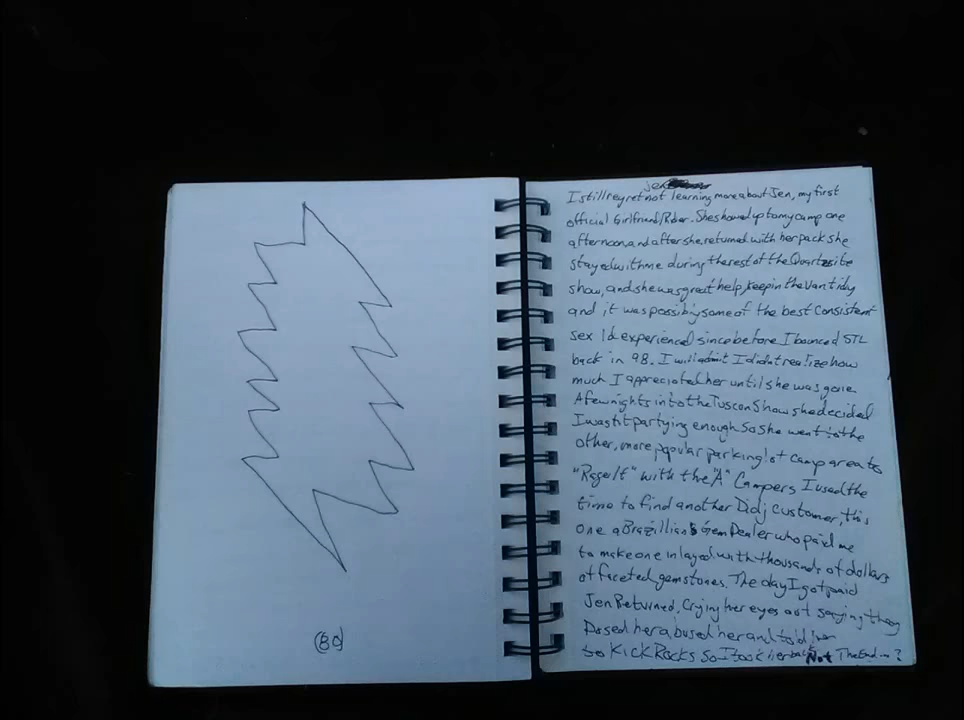 (80)
Jen
I still regret not learning more about Jen, my first
official Girlfriend/Rider. She showed up to my camp one
afternoon, and after she, returned with her pack she
stayed with me during the rest of the Quartzsite
show, and she was great help, keepin the Van tidy
and it was possibly some of the best consistent
sex Id experienced since before I bounced STL
back in 98. I will admit I didnt realize how
much I appreciated her until she was gone
A few nights into the Tuscon Show she decided
I wasnt partying enough so she went to the
other, more popular parking lot camp area to
"Rage It" with the "A" Campers I used the
time to find another Didj customer, this
one a Brazillian Gem Dealer who paid me
to make one inlayed with thousands of dollars
of faceted gemstones. The day I got paid
Jen Returned, Crying her eyes out saying they
Dosed her abused her and told her
to Kick Rocks So I took her back Not The End...?